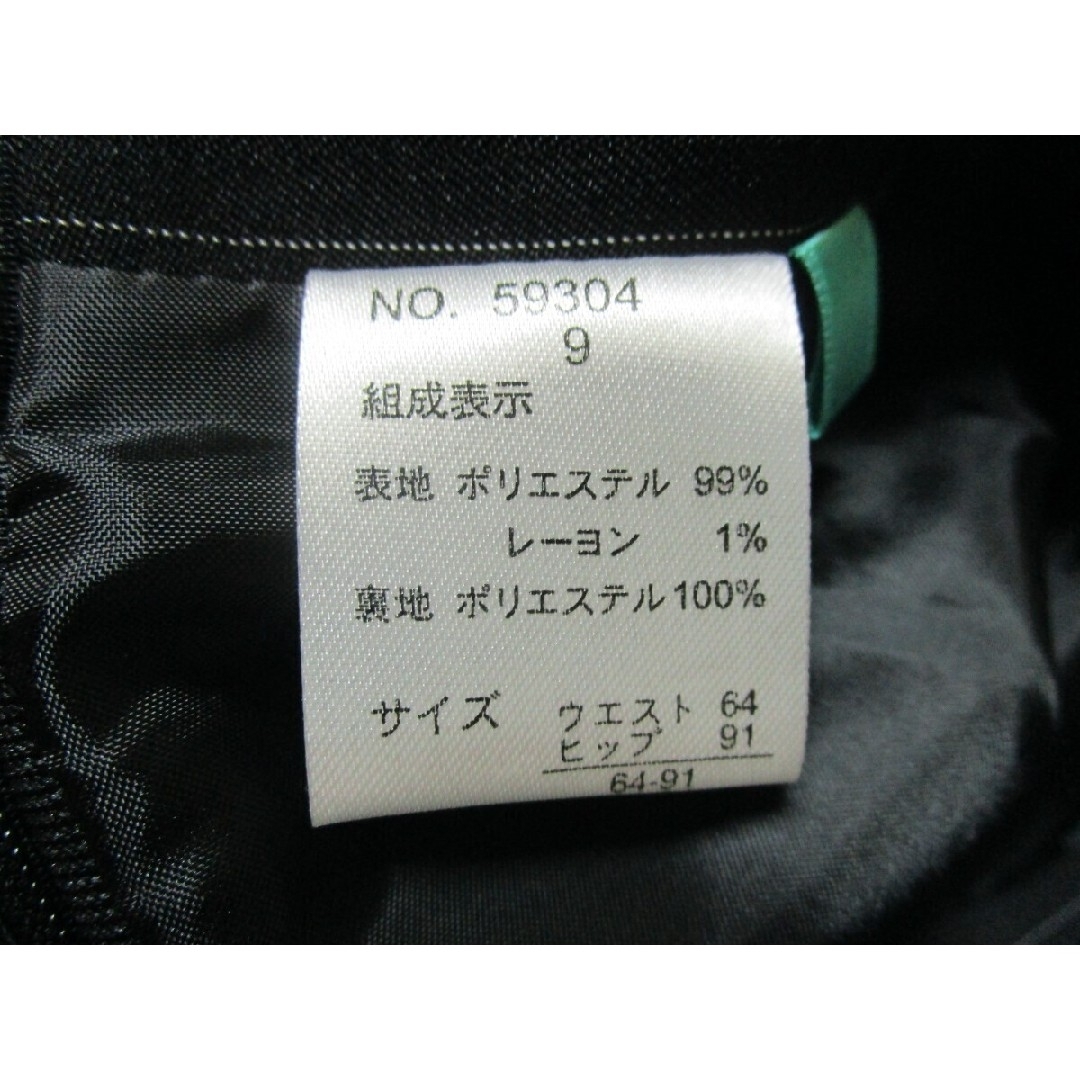 NO. 59304
9
組成表示
表地 ポリエステル 99%
レーヨン 1%
裏地 ポリエステル 100%
サイズ ウエスト 64
ヒップ 91
64-91